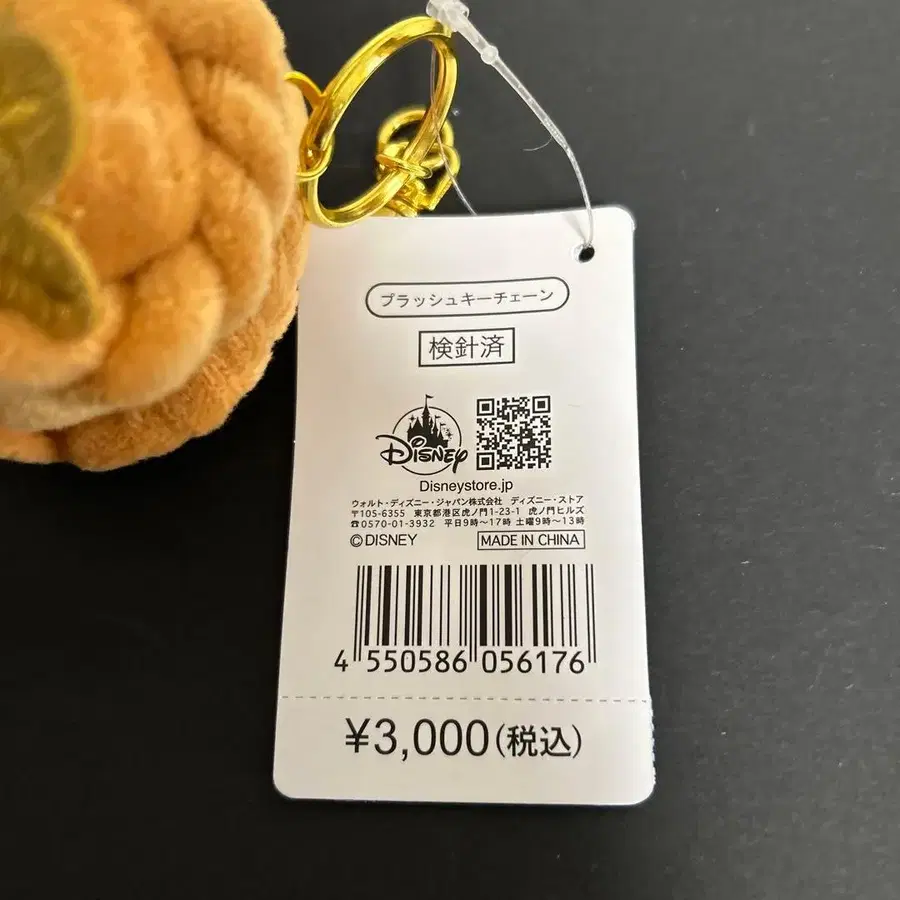 プラッシュキーチェーン
検針済
Disney
Disneystore.jp
ウォルト・ディズニー・ジャパン株式会社 ディズニー・ストア
〒105-6355 東京都港区虎ノ門1-23-1 虎ノ門ヒルズ
☎0570-01-3932 平日9時～17時 土曜9時～13時
©DISNEY MADE IN CHINA
4 550586 056176
¥3,000(税込)